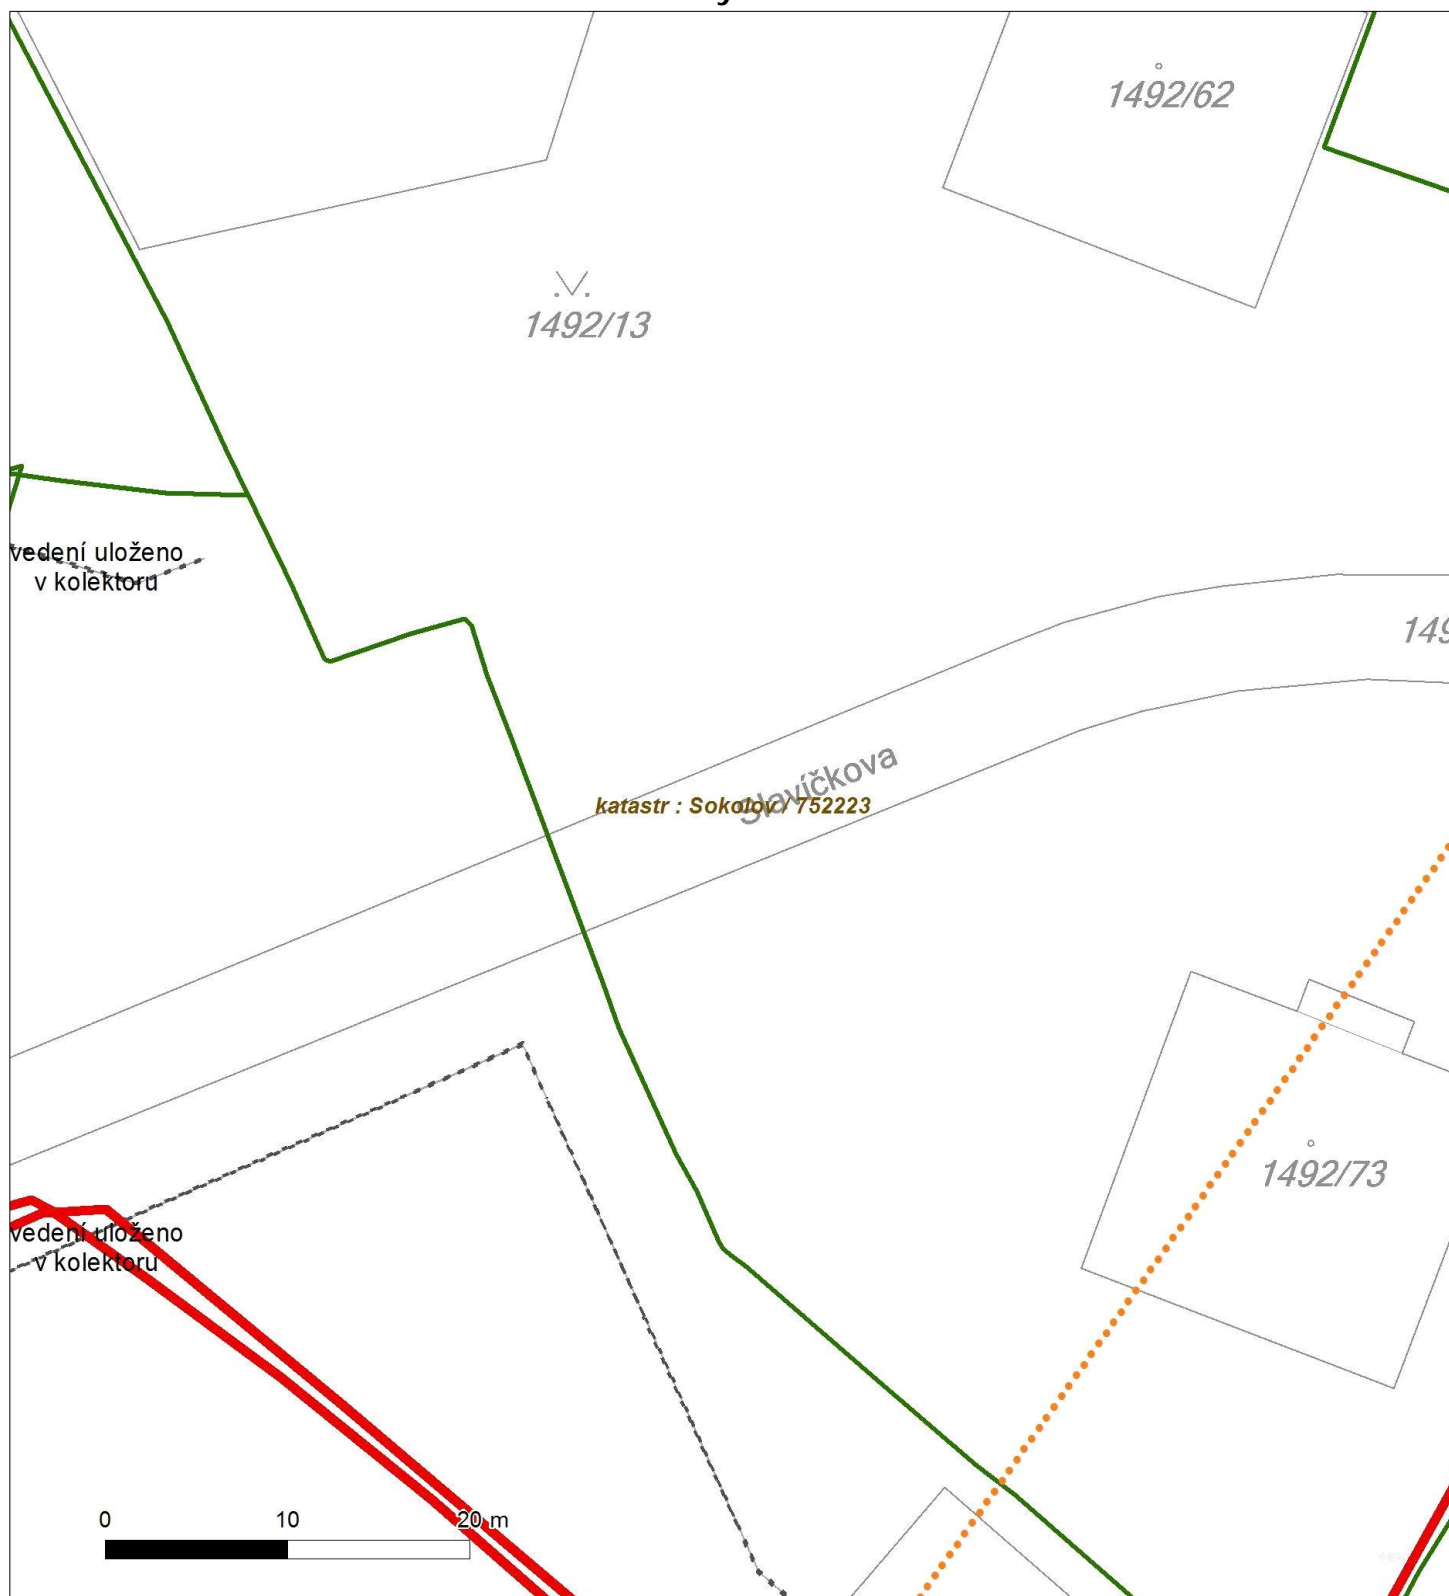 1492/62
1492/13
vedení uloženo
v kolektoru
Slavíčkova
katastr : Sokolov / 752223
1492/73
vedení uloženo
v kolektoru
0 10 20 m